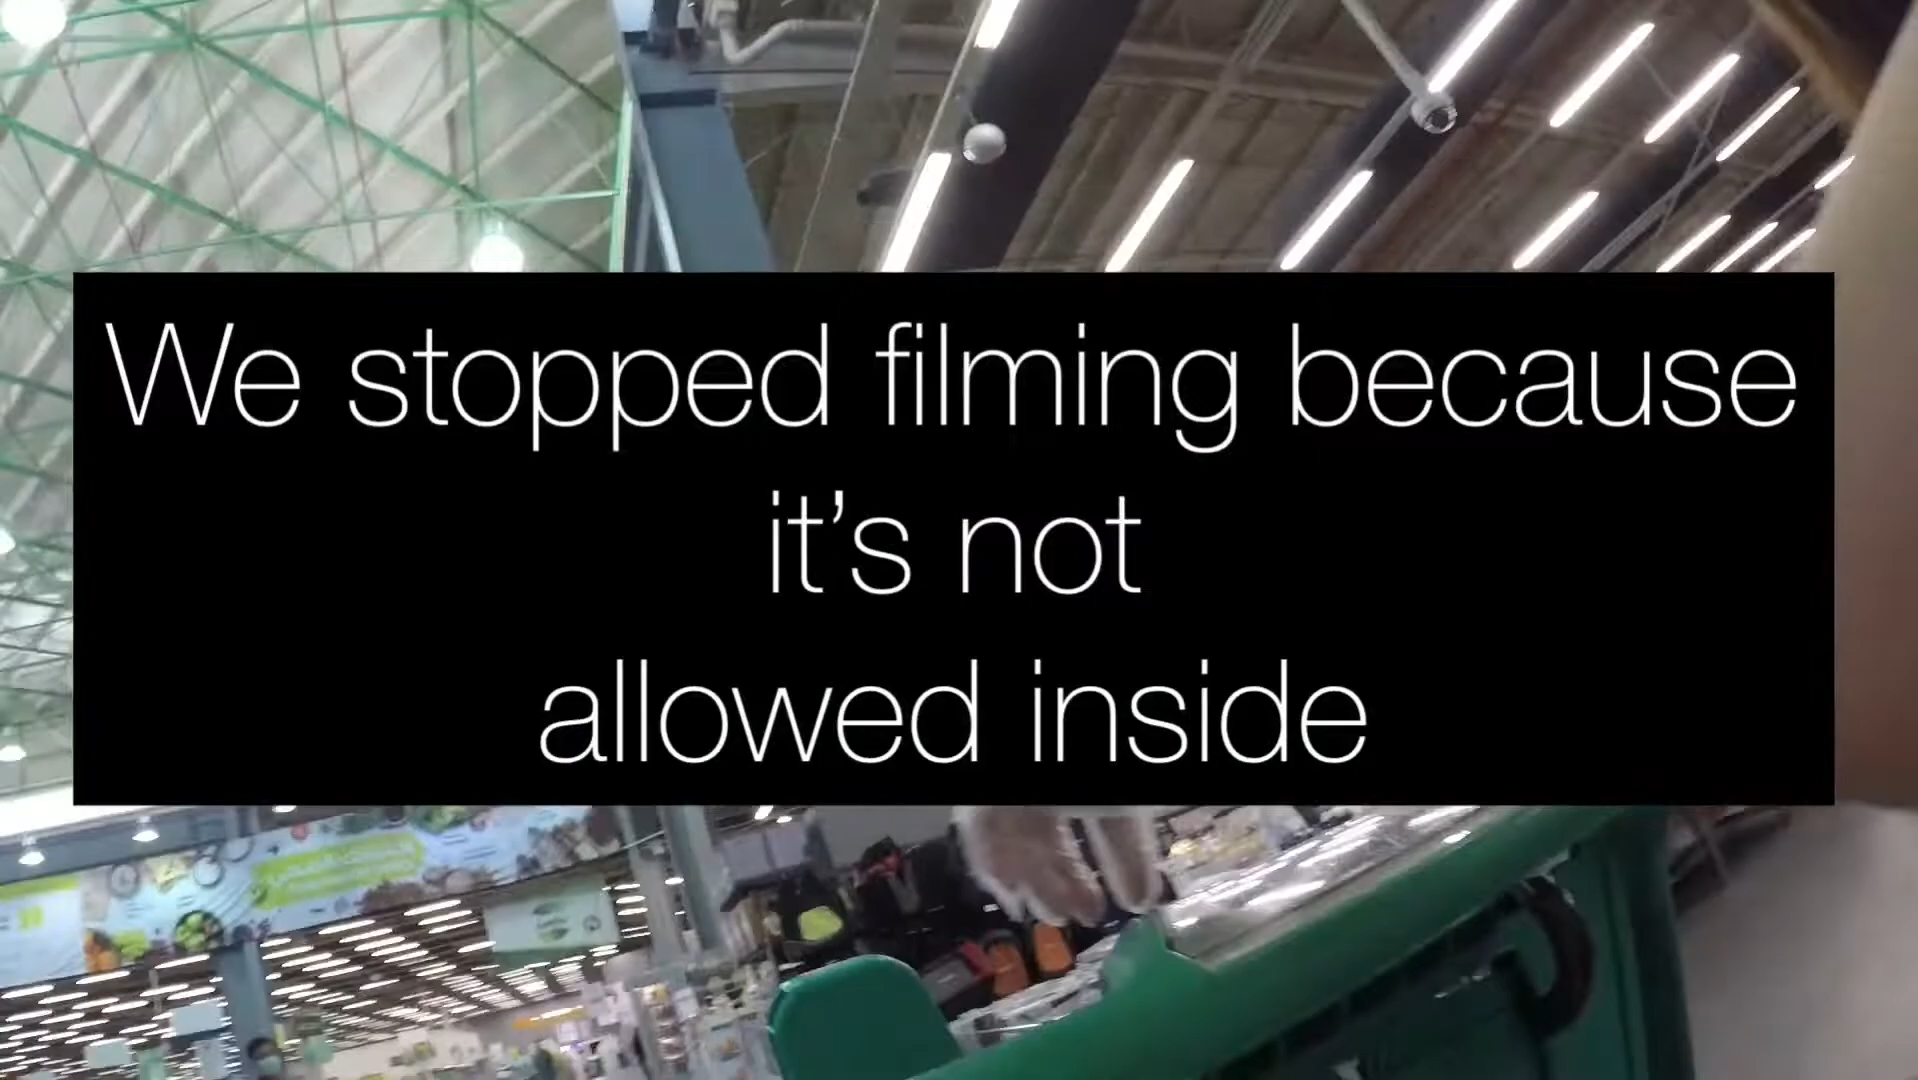 We stopped filming because
it’s not
allowed inside